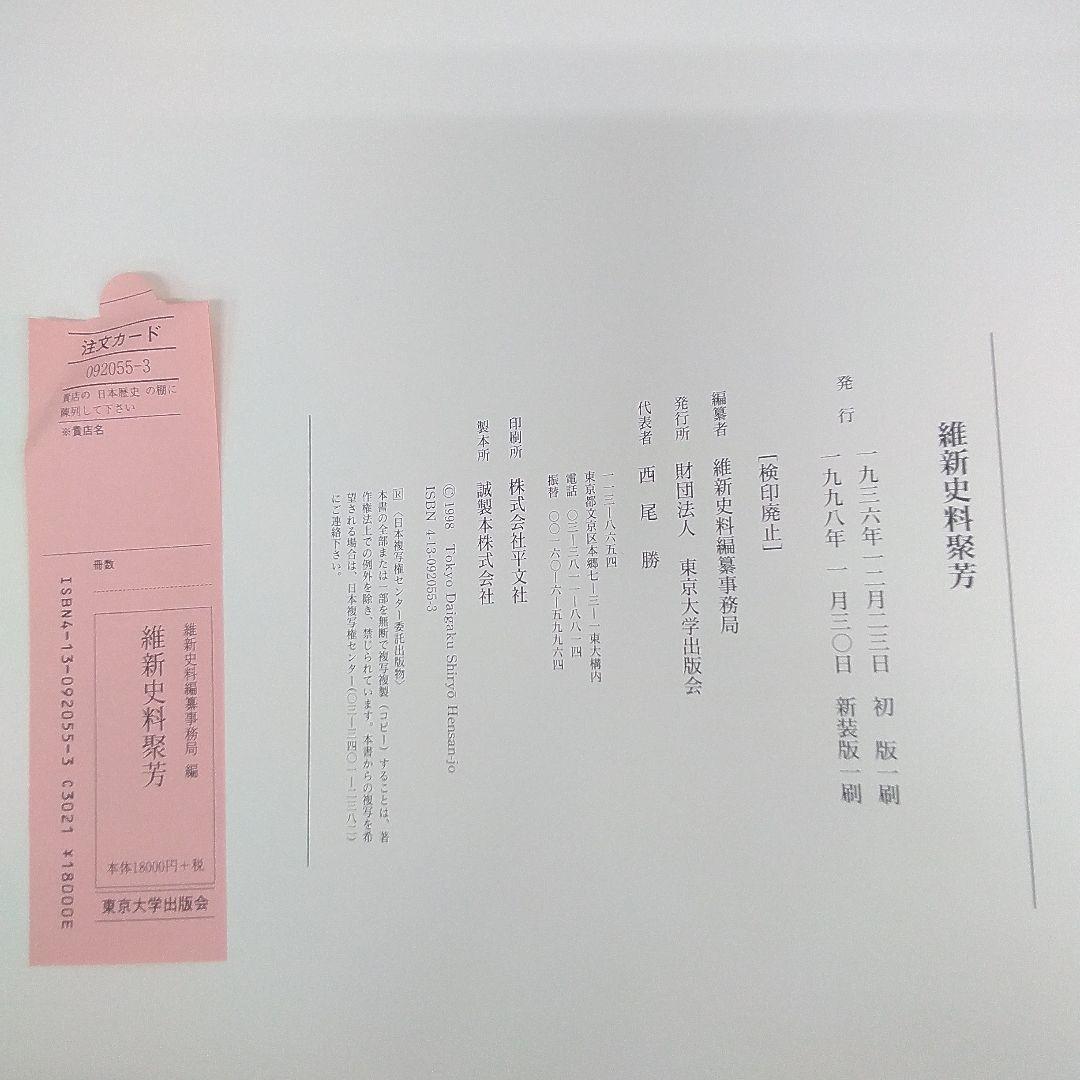 維新史料聚芳
発行
一九三六年一二月二三日 初版一刷
一九九八年一月三〇日 新装版一刷
[検印廃止]
編纂者 維新史料編纂事務局
発行所 財団法人 東京大学出版会
代表者 西尾勝
一一三―八六五四
東京都文京区本郷七―三―一東大構内
電話 〇三―三八一一―八八一四
振替 〇〇一六〇―六―五九九六四
印刷所 株式会社平文社
製本所 誠製本株式会社
© 1998 Tokyo Daigaku Shiryō Hensan-jo
ISBN 4-13-092055-3
R〈日本複写権センター委託出版物〉
本書の全部または一部を無断で複写複製（コピー）することは、著
作権法上での例外を除き、禁じられています。本書からの複写を希
望される場合は、日本複写権センター（〇三―三四〇一―二三八二）
にご連絡下さい。
注文カード
092055-3
貴店の 日本歴史 の棚に
陳列して下さい
※貴店名
冊数
維新史料編纂事務局 編
維新史料聚芳
本体18000円＋税
東京大学出版会
ISBN4-13-092055-3 C3021 ¥18000E